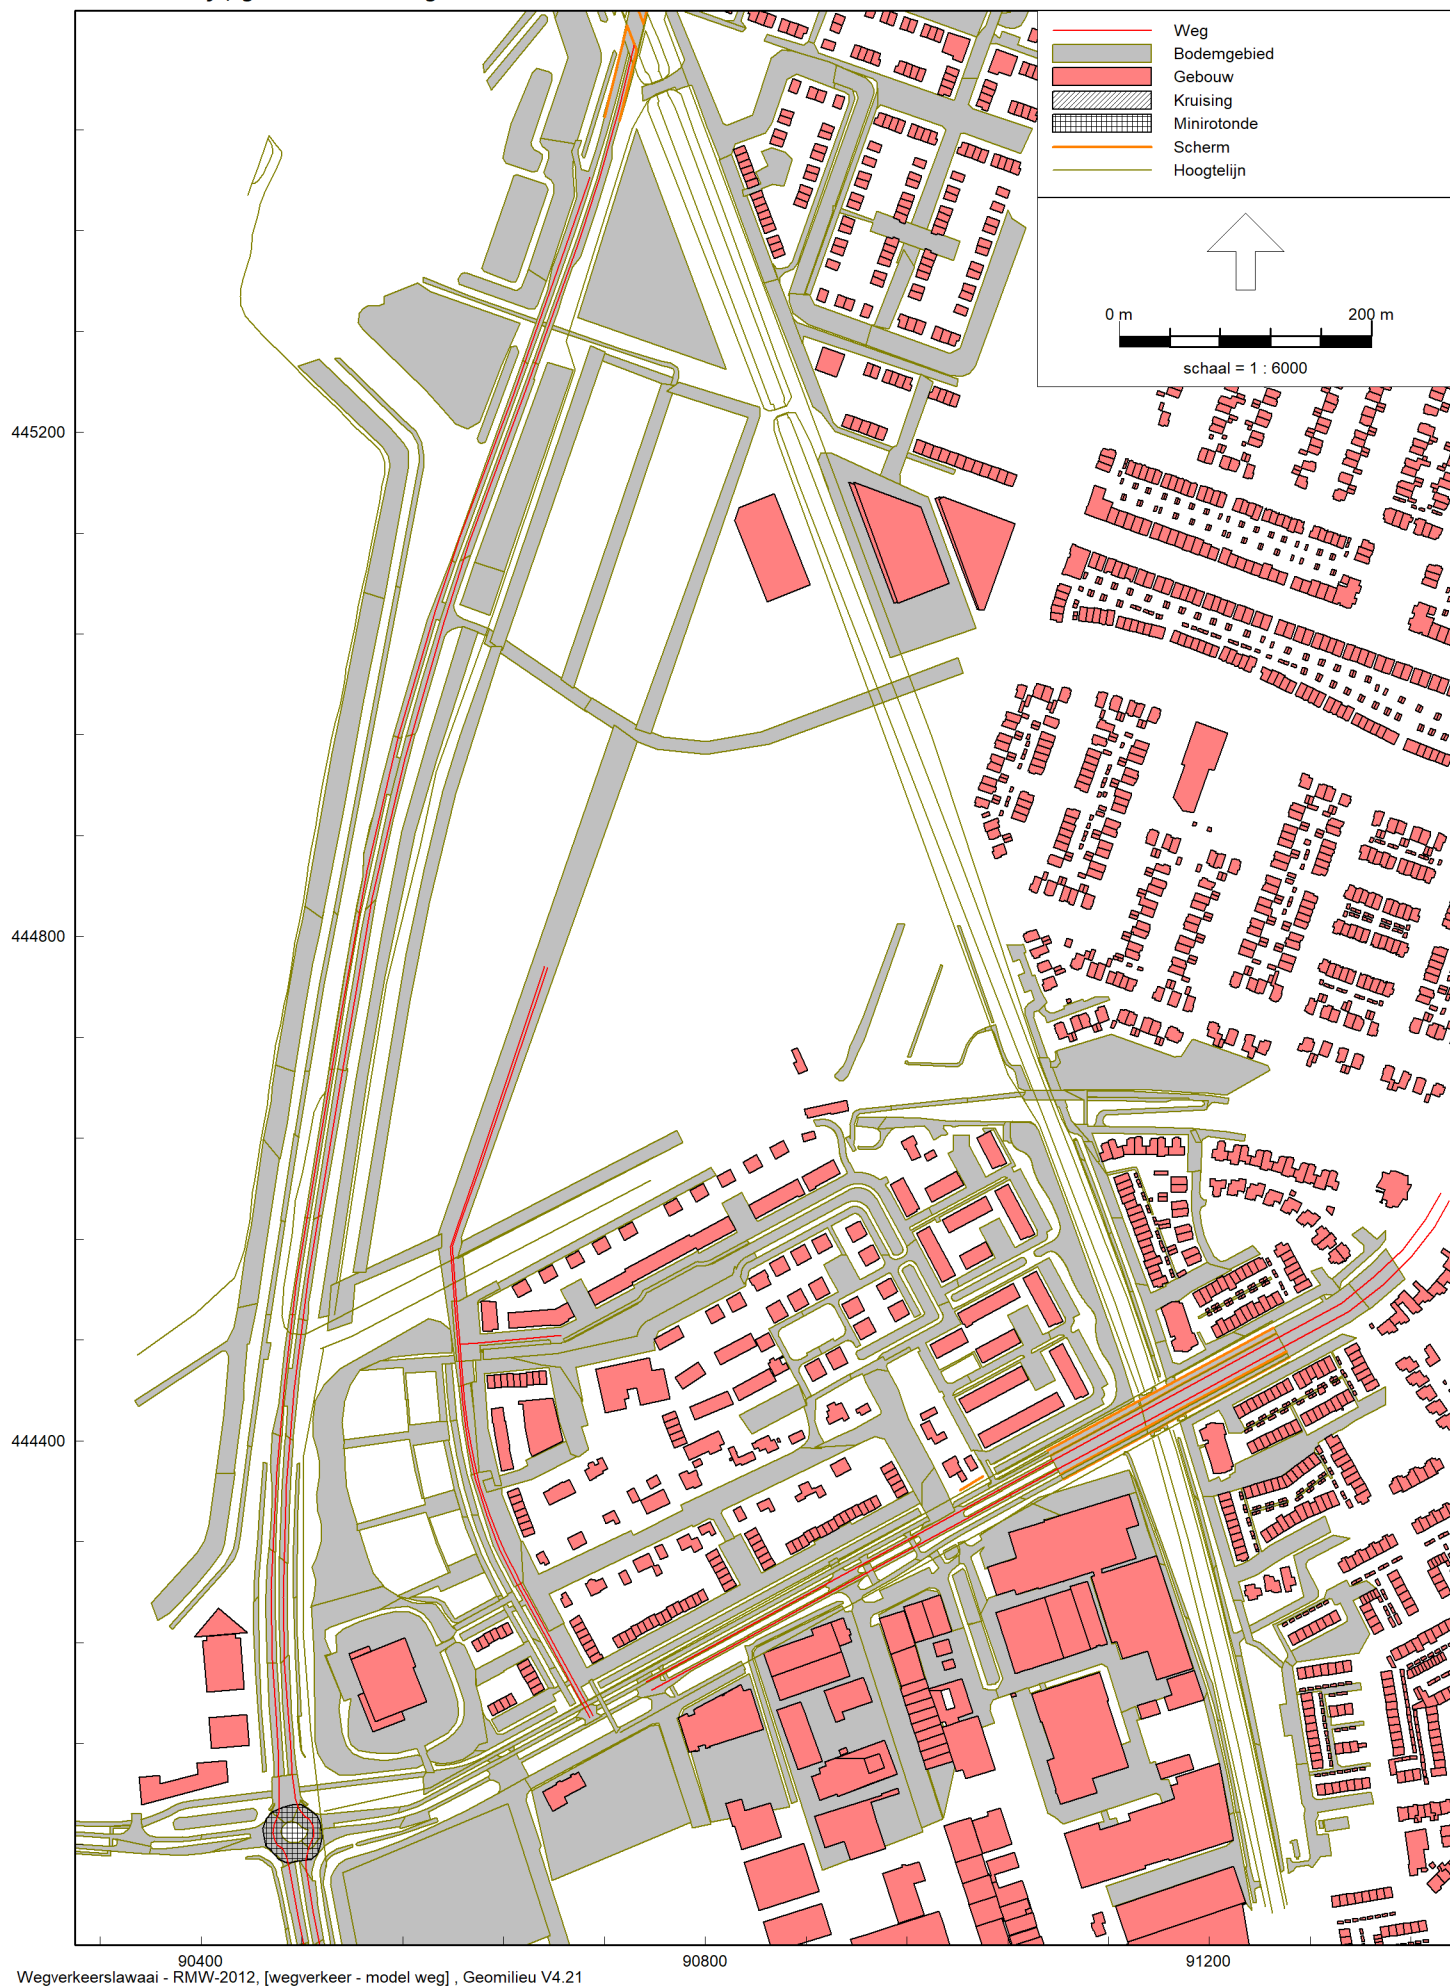 Weg
Bodemgebied
Gebouw
Kruising
Minirotonde
Scherm
Hoogtelijn
0 m 200 m
schaal = 1 : 6000
445200
444800
444400
90400 90800 91200
Wegverkeerslawaai - RMW-2012, [wegverkeer - model weg] , Geomilieu V4.21